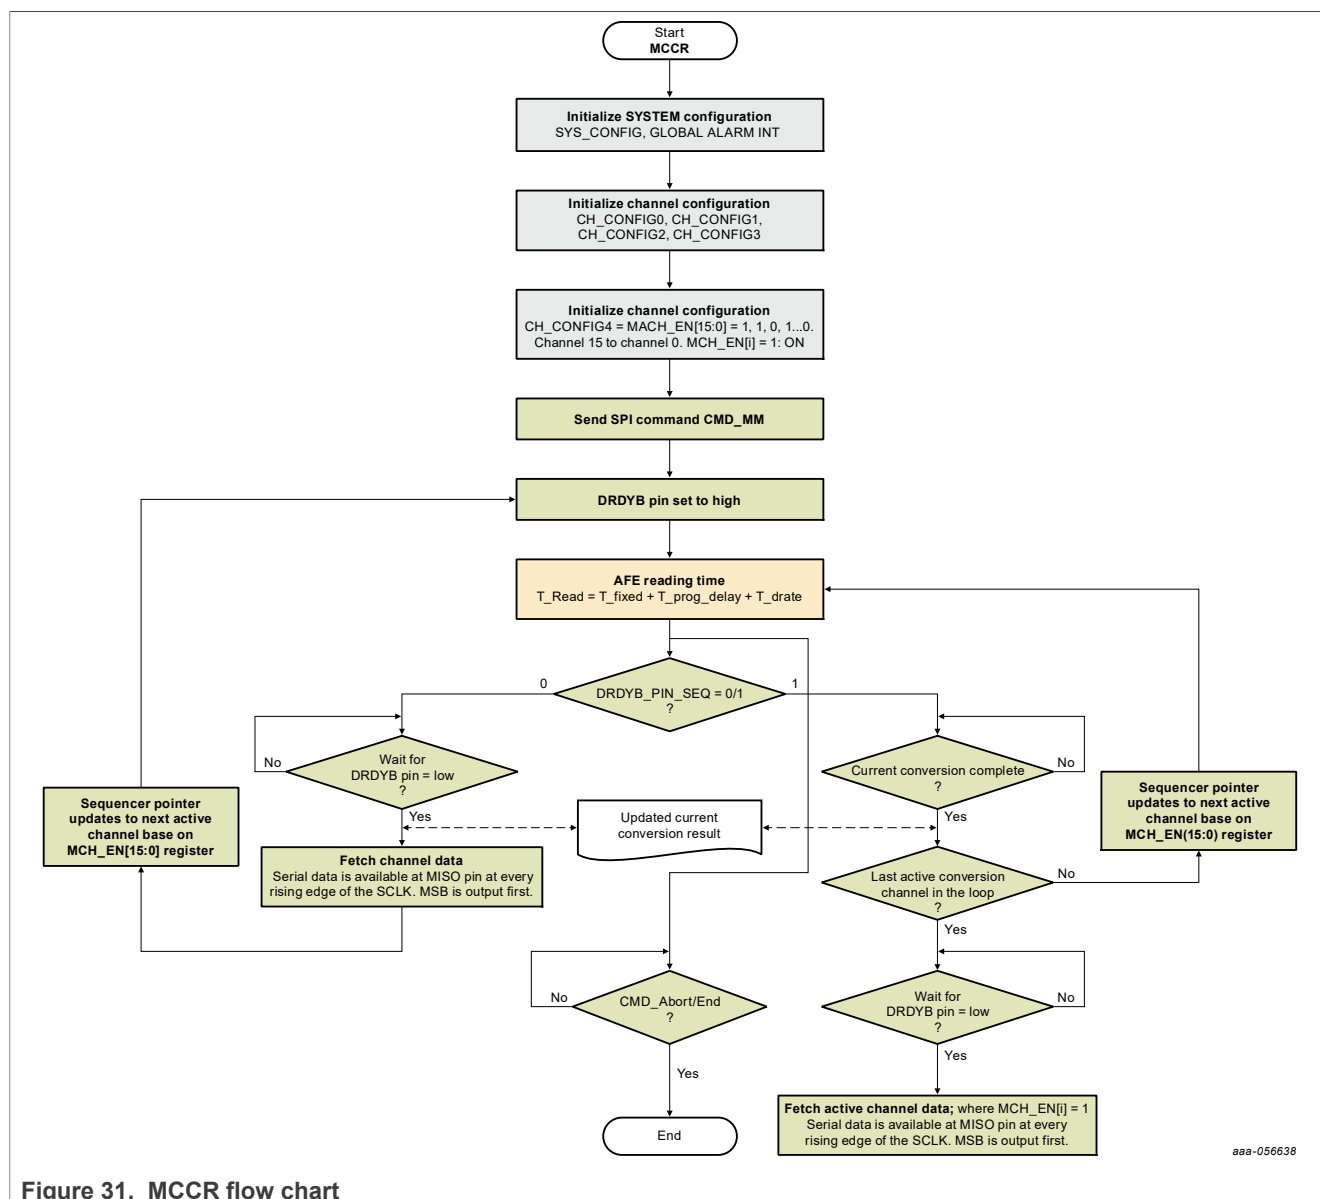 Start
MCCR
Initialize SYSTEM configuration
SYS_CONFIG, GLOBAL ALARM INT
Initialize channel configuration
CH_CONFIG0, CH_CONFIG1,
CH_CONFIG2, CH_CONFIG3
Initialize channel configuration
CH_CONFIG4 = MACH_EN[15:0] = 1, 1, 0, 1...0.
Channel 15 to channel 0. MCH_EN[i] = 1: ON
Send SPI command CMD_MM
DRDYB pin set to high
AFE reading time
T_Read = T_fixed + T_prog_delay + T_drate
0
DRDYB_PIN_SEQ = 0/1
?
1
No
Wait for
DRDYB pin = low
?
Yes
Current conversion complete
?
No
Yes
Sequencer pointer
updates to next active
channel base on
MCH_EN[15:0] register
Updated current
conversion result
Sequencer pointer
updates to next active
channel base on
MCH_EN(15:0) register
Fetch channel data
Serial data is available at MISO pin at every
rising edge of the SCLK. MSB is output first.
Last active conversion
channel in the loop
?
No
Yes
No
CMD_Abort/End
?
Yes
Wait for
DRDYB pin = low
?
No
Yes
End
Fetch active channel data; where MCH_EN[i] = 1
Serial data is available at MISO pin at every
rising edge of the SCLK. MSB is output first.
aaa-056638
Figure 31. MCCR flow chart